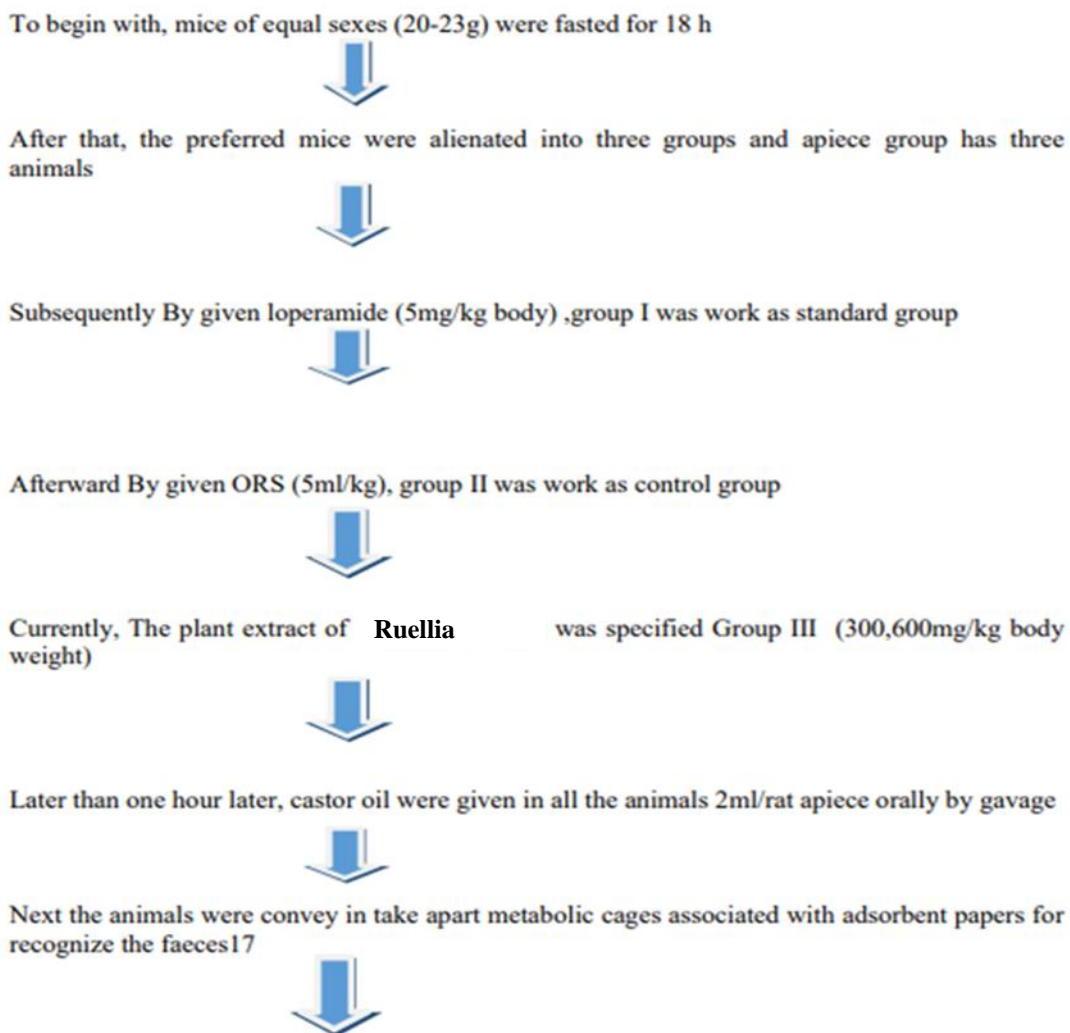 To begin with, mice of equal sexes (20-23g) were fasted for 18 h
After that, the preferred mice were alienated into three groups and apiece group has three
animals
Subsequently By given loperamide (5mg/kg body) ,group I was work as standard group
Afterward By given ORS (5ml/kg), group II was work as control group
Currently, The plant extract of Ruellia was specified Group III (300,600mg/kg body
weight)
Later than one hour later, castor oil were given in all the animals 2ml/rat apiece orally by gavage
Next the animals were convey in take apart metabolic cages associated with adsorbent papers for
recognize the faeces17